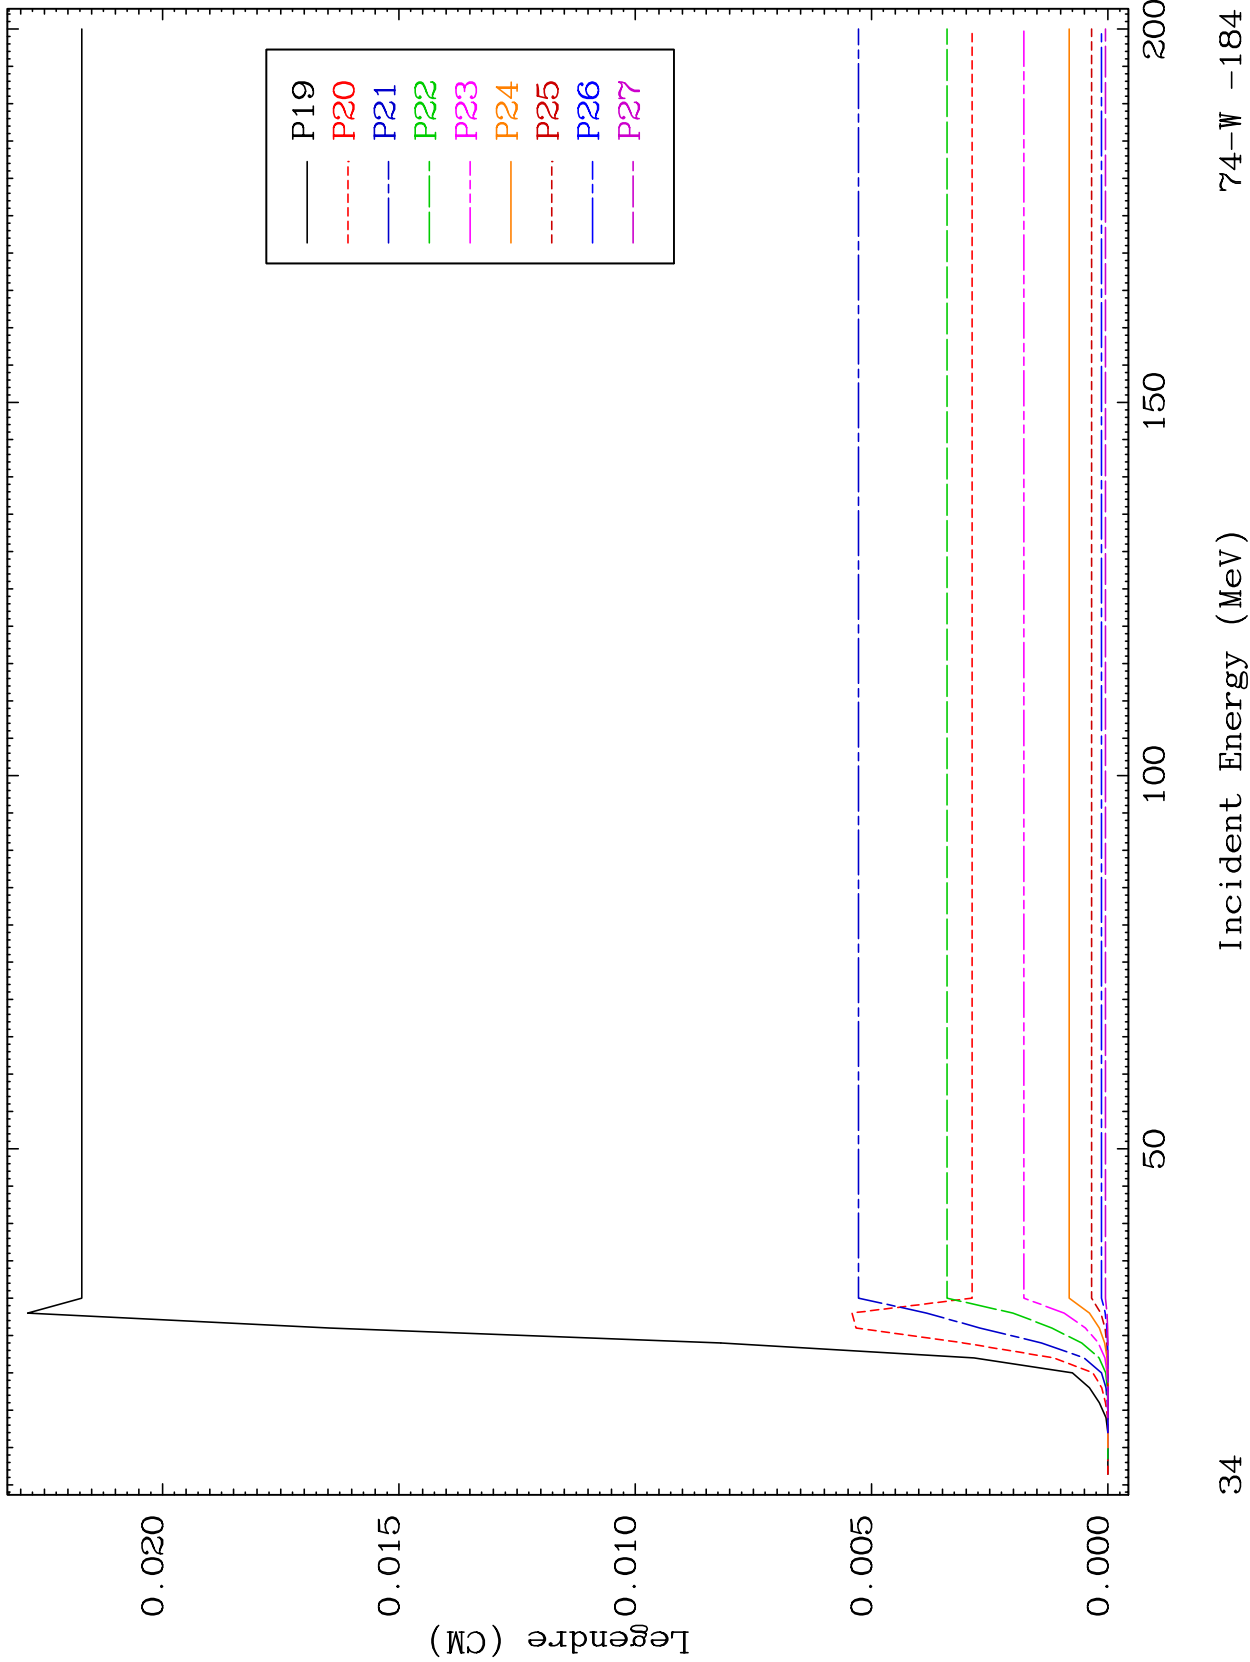 P19
P20
P21
P22
P23
P24
P25
P26
P27
0.020
0.015
0.010
0.005
0.000
Legendre (CM)
50
100
150
200
34
Incident Energy (MeV)
74-W -184